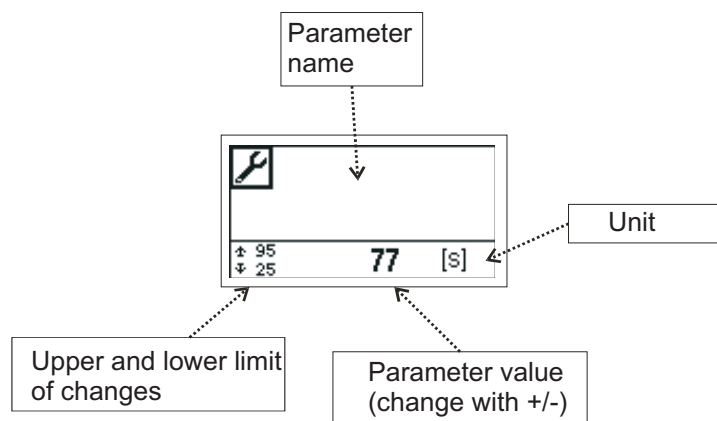 Parameter
name
Unit
↑ 95
↓ 25
77
[s]
Upper and lower limit
of changes
Parameter value
(change with +/-)